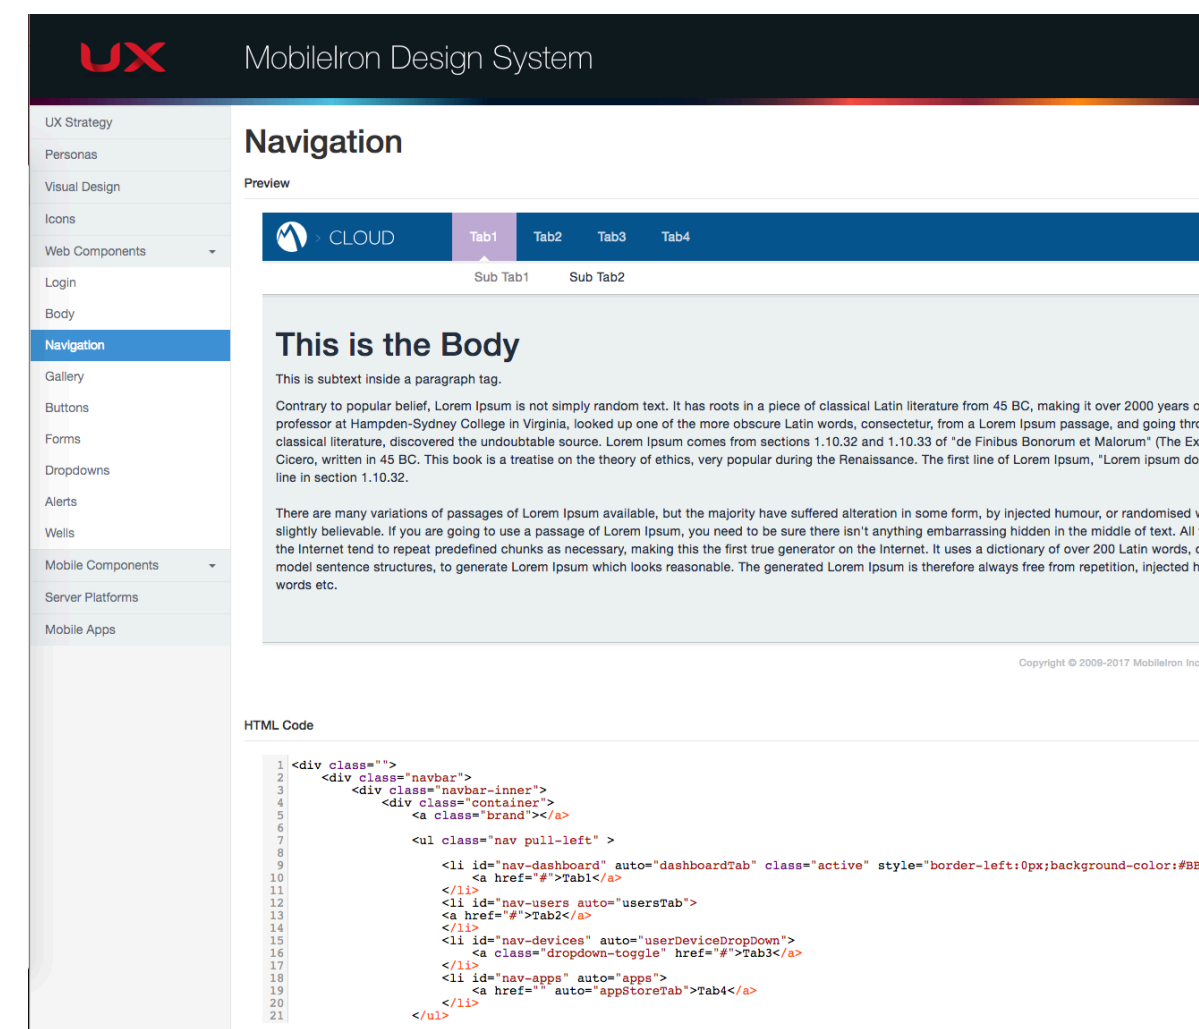 UX
MobileIron Design System
UX Strategy
Personas
Visual Design
Icons
Web Components
Login
Body
Navigation
Gallery
Buttons
Forms
Dropdowns
Alerts
Wells
Mobile Components
Server Platforms
Mobile Apps
Navigation
Preview
> CLOUD
Tab1 Tab2 Tab3 Tab4
Sub Tab1 Sub Tab2
This is the Body
This is subtext inside a paragraph tag.
Contrary to popular belief, Lorem Ipsum is not simply random text. It has roots in a piece of classical Latin literature from 45 BC, making it over 2000 years
professor at Hampden-Sydney College in Virginia, looked up one of the more obscure Latin words, consectetur, from a Lorem Ipsum passage, and going
classical literature, discovered the undoubtable source. Lorem Ipsum comes from sections 1.10.32 and 1.10.33 of "de Finibus Bonorum et Malorum" (The
Cicero, written in 45 BC. This book is a treatise on the theory of ethics, very popular during the Renaissance. The first line of Lorem Ipsum, "Lorem ipsum
line in section 1.10.32.
There are many variations of passages of Lorem Ipsum available, but the majority have suffered alteration in some form, by injected humour, or randomised
slightly believable. If you are going to use a passage of Lorem Ipsum, you need to be sure there isn't anything embarrassing hidden in the middle of text. All
the Internet tend to repeat predefined chunks as necessary, making this the first true generator on the Internet. It uses a dictionary of over 200 Latin words,
model sentence structures, to generate Lorem Ipsum which looks reasonable. The generated Lorem Ipsum is therefore always free from repetition, injected
words etc.
Copyright © 2009-2017 MobileIron Inc
HTML Code
1 <div class="">
2 <div class="navbar">
3 <div class="navbar-inner">
4 <div class="container">
5 <a class="brand"></a>
6
7 <ul class="nav pull-left" >
8
9 <li id="nav-dashboard" auto="dashboardTab" class="active" style="border-left:0px;background-color:#BB
10 <a href="#">Tab1</a>
11 </li>
12 <li id="nav-users auto="usersTab">
13 <a href="#">Tab2</a>
14 </li>
15 <li id="nav-devices" auto="userDeviceDropDown">
16 <a class="dropdown-toggle" href="#">Tab3</a>
17 </li>
18 <li id="nav-apps" auto="apps">
19 <a href="" auto="appStoreTab">Tab4</a>
20 </li>
21 </ul>